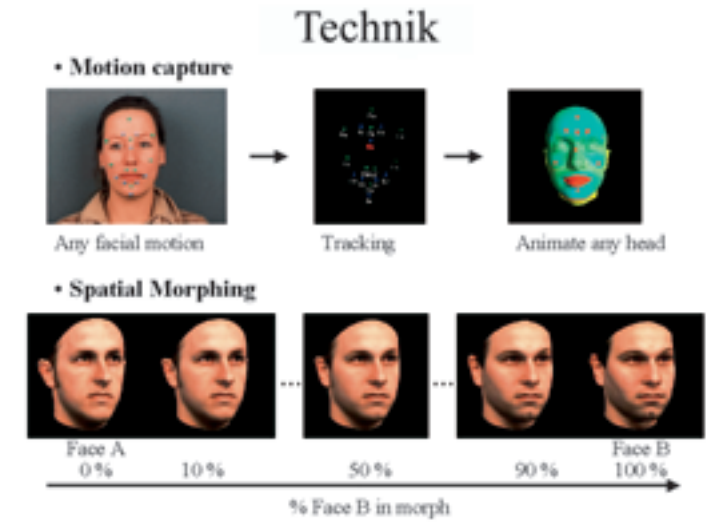 Technik
• Motion capture
Any facial motion
Tracking
Animate any head
• Spatial Morphing
Face A
Face B
0 %
10 %
50 %
90 %
100 %
% Face B in morph